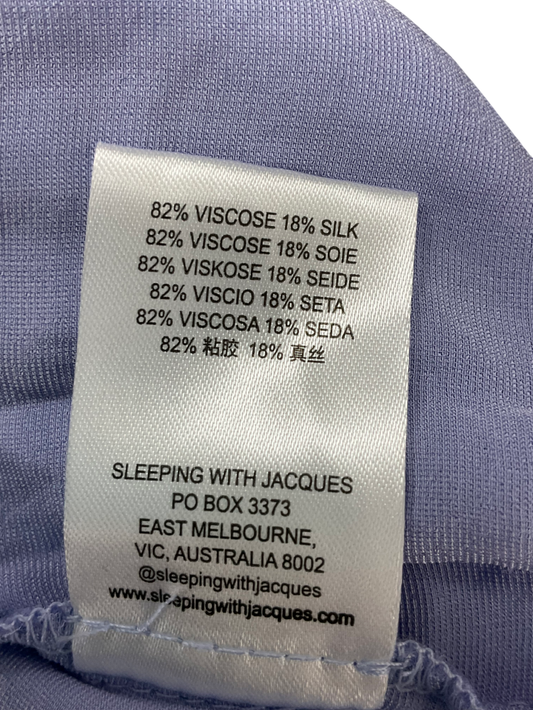 82% VISCOSE 18% SILK
82% VISCOSE 18% SOIE
82% VISKOSE 18% SEIDE
82% VISCIO 18% SETA
82% VISCOSA 18% SEDA
82% 粘胶 18% 真丝
SLEEPING WITH JACQUES
PO BOX 3373
EAST MELBOURNE,
VIC, AUSTRALIA 8002
@sleepingwithjacques
www.sleepingwithjacques.com